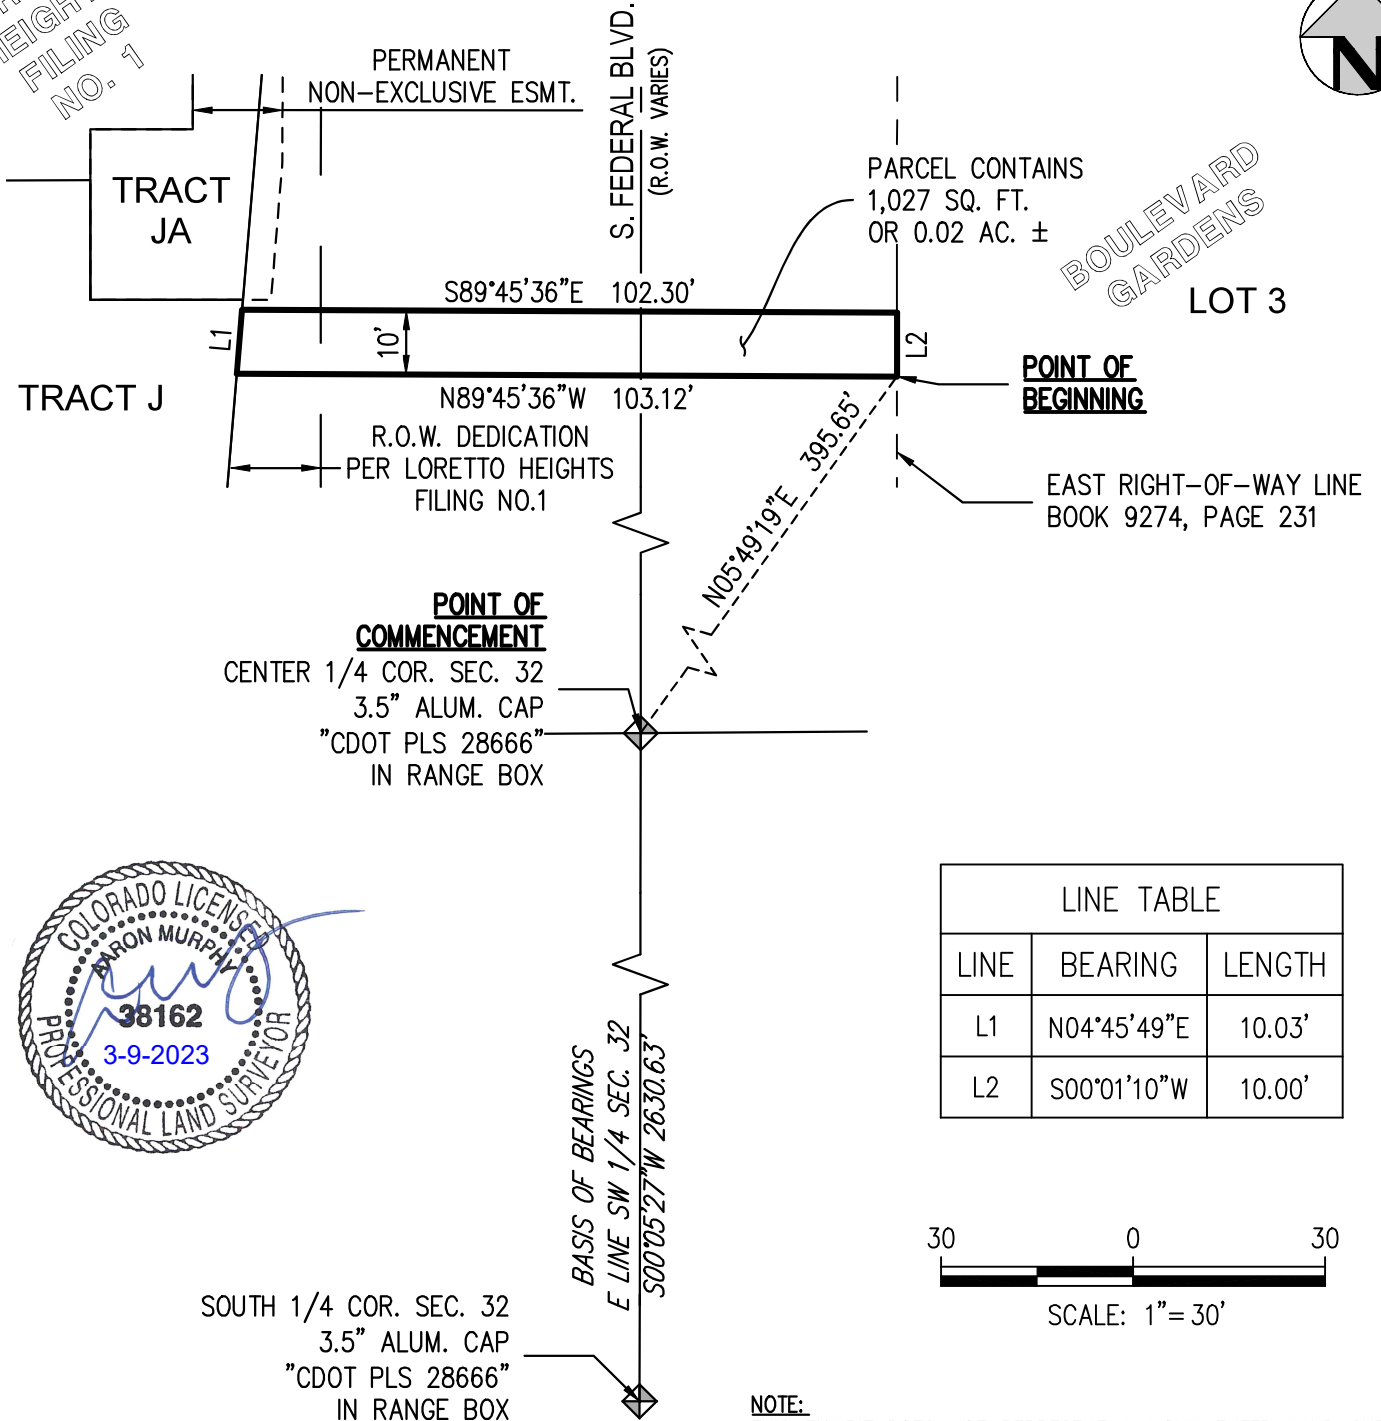 HEIGHTS
FILING
NO. 1
PERMANENT
NON-EXCLUSIVE ESMT.
S. FEDERAL BLVD.
(R.O.W. VARIES)
N
TRACT
JA
PARCEL CONTAINS
1,027 SQ. FT.
OR 0.02 AC. ±
BOULEVARD
GARDENS
LOT 3
S89°45'36"E 102.30'
L1
10'
L2
TRACT J
N89°45'36"W 103.12'
POINT OF
BEGINNING
R.O.W. DEDICATION
PER LORETTO HEIGHTS
FILING NO.1
N05°49'19"E 395.65'
EAST RIGHT-OF-WAY LINE
BOOK 9274, PAGE 231
POINT OF
COMMENCEMENT
CENTER 1/4 COR. SEC. 32
3.5" ALUM. CAP
"CDOT PLS 28666"
IN RANGE BOX
COLORADO LICENSED
AARON MURPHY
38162
3-9-2023
PROFESSIONAL LAND SURVEYOR
LINE TABLE
LINE BEARING LENGTH
L1 N04°45'49"E 10.03'
L2 S00°01'10"W 10.00'
BASIS OF BEARINGS
E LINE SW 1/4 SEC. 32
S00°05'27"W 2630.63'
30 0 30
SCALE: 1"=30'
SOUTH 1/4 COR. SEC. 32
3.5" ALUM. CAP
"CDOT PLS 28666"
IN RANGE BOX
NOTE: